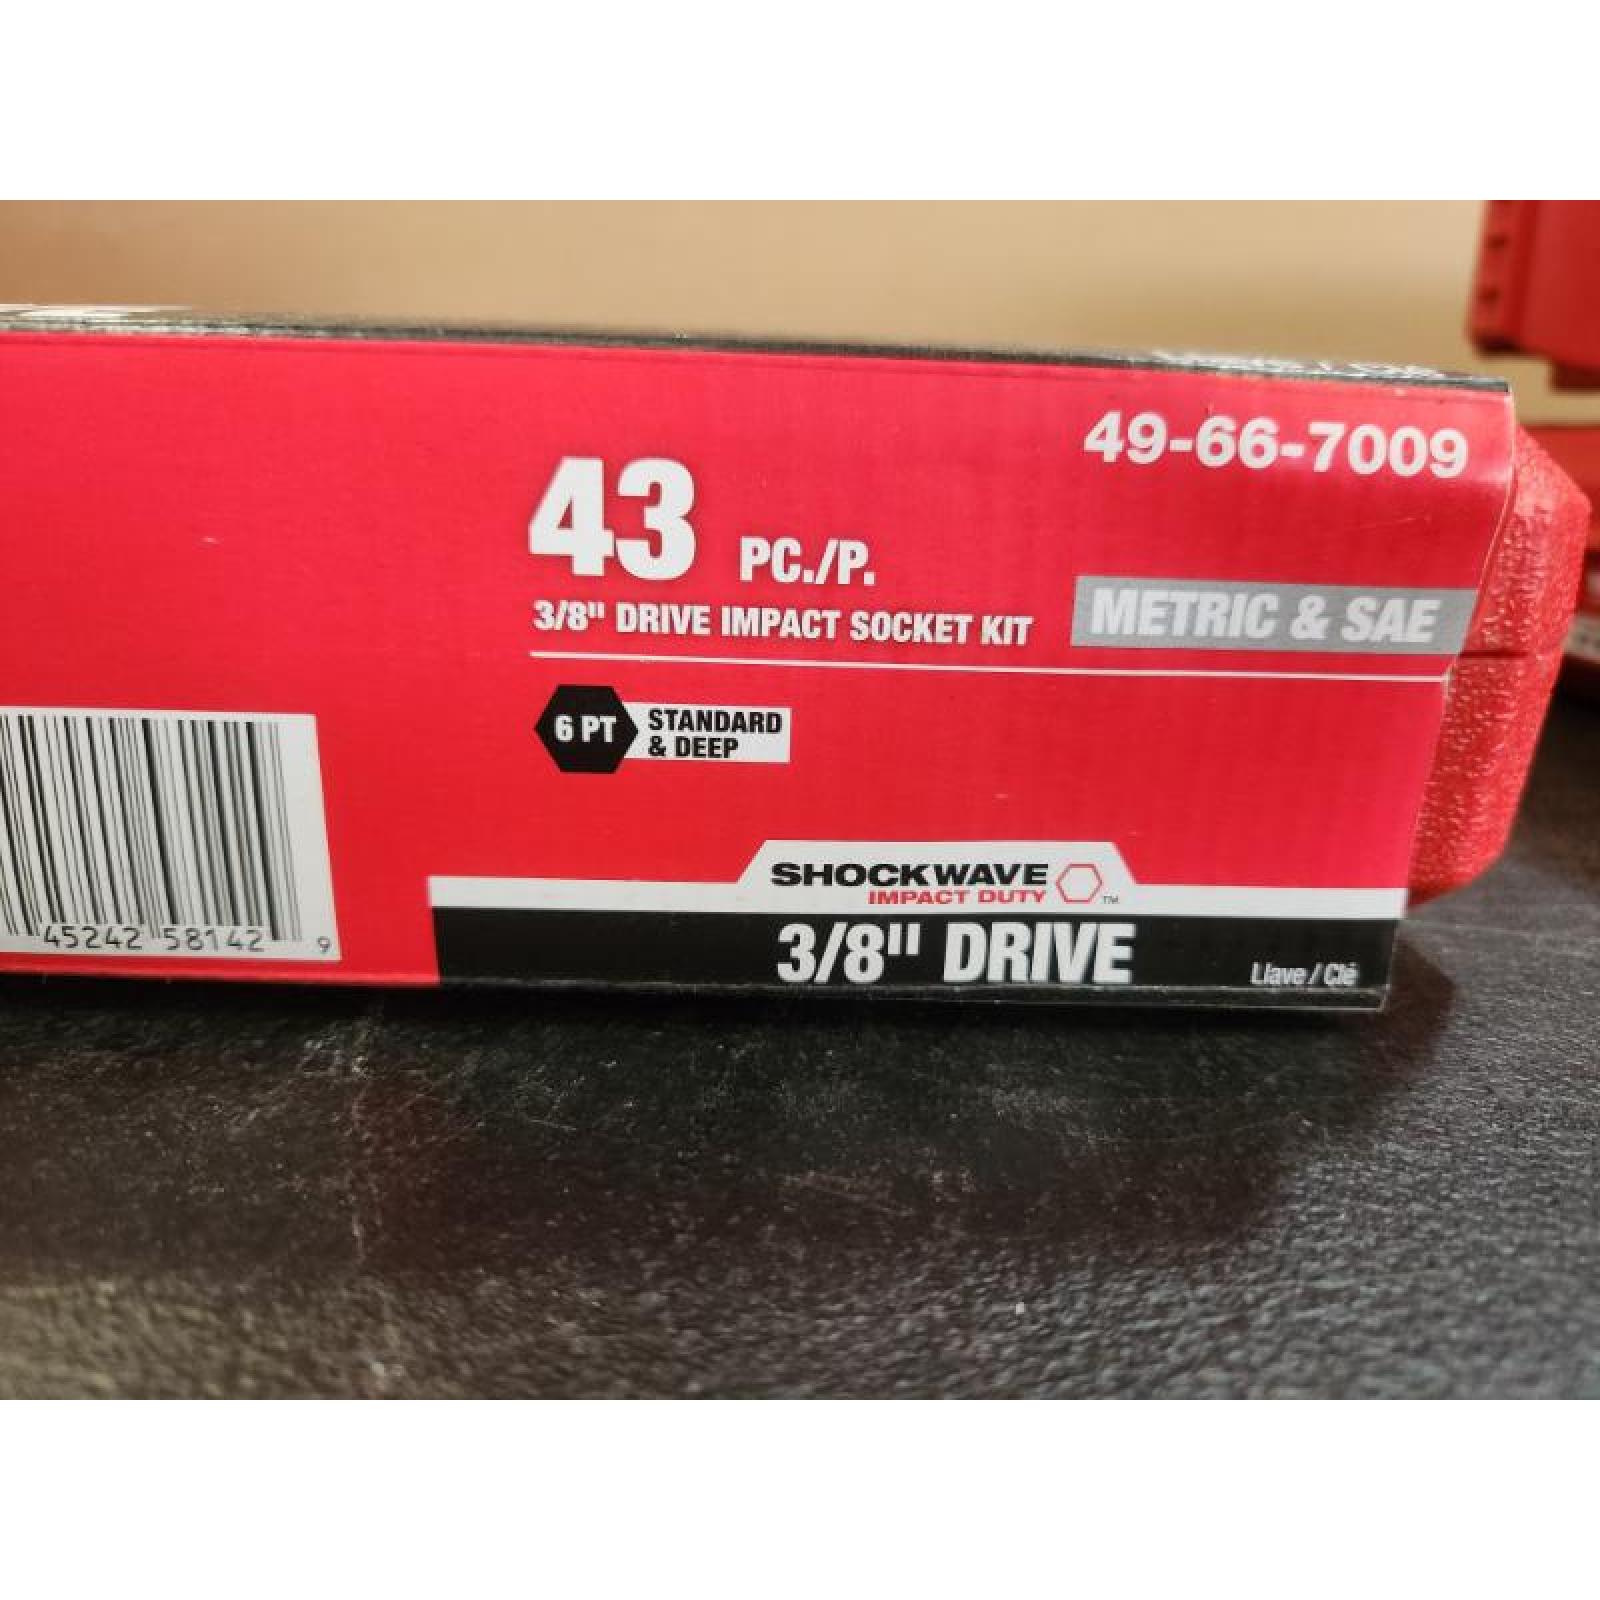 49-66-7009
43 PC./P.
3/8" DRIVE IMPACT SOCKET KIT
METRIC & SAE
6 PT STANDARD
& DEEP
SHOCKWAVE
IMPACT DUTY™
3/8" DRIVE
Llave / Clé
45242 58142 9